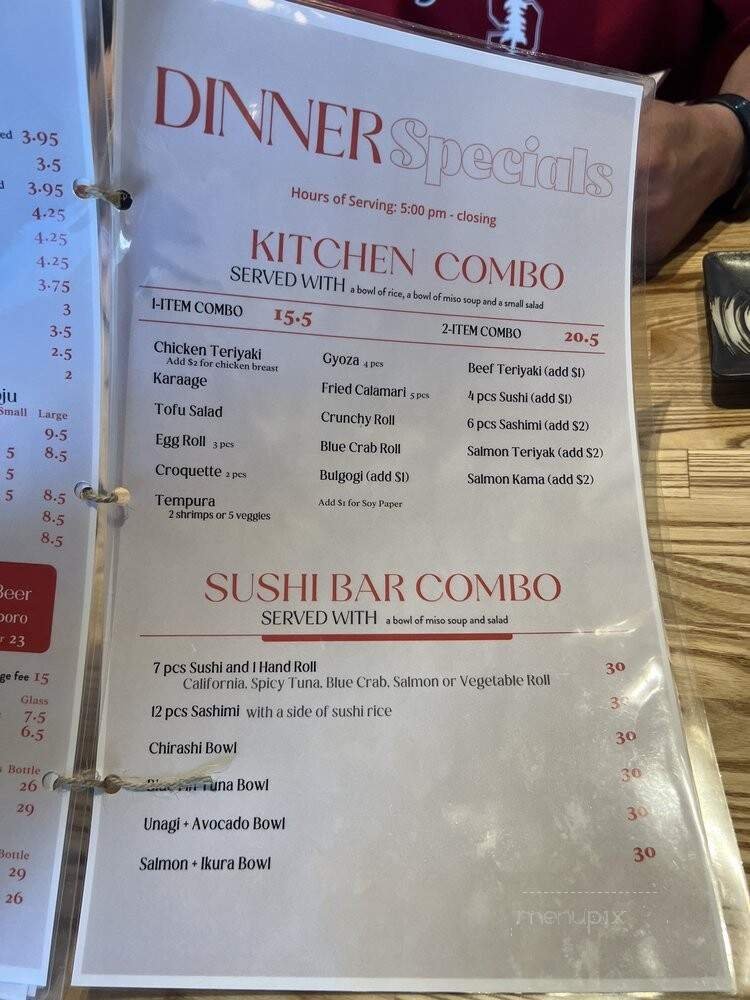 ed 3.95
3.5
d 3.95
4.25
4.25
4.25
3.75
3
3.5
2.5
2
oju
Small Large
9.5
5 8.5
5
5 8.5
8.5
8.5
Beer
poro
r 23
ge fee 15
Glass
7.5
6.5
s Bottle
26
29
Bottle
29
26
DINNER Specials
Hours of Serving: 5:00 pm - closing
KITCHEN COMBO
SERVED WITH a bowl of rice, a bowl of miso soup and a small salad
1-ITEM COMBO 15.5 2-ITEM COMBO 20.5
Chicken Teriyaki
Add $2 for chicken breast
Karaage
Tofu Salad
Egg Roll 3 pcs
Croquette 2 pcs
Tempura
2 shrimps or 5 veggies
Gyoza 4 pcs
Fried Calamari 5 pcs
Crunchy Roll
Blue Crab Roll
Bulgogi (add $1)
Add $1 for Soy Paper
Beef Teriyaki (add $1)
4 pcs Sushi (add $1)
6 pcs Sashimi (add $2)
Salmon Teriyak (add $2)
Salmon Kama (add $2)
SUSHI BAR COMBO
SERVED WITH a bowl of miso soup and salad
7 pcs Sushi and 1 Hand Roll 30
California, Spicy Tuna, Blue Crab, Salmon or Vegetable Roll
12 pcs Sashimi with a side of sushi rice
Chirashi Bowl 30
Tuna Bowl 30
Unagi + Avocado Bowl 30
Salmon + Ikura Bowl 30
menupix